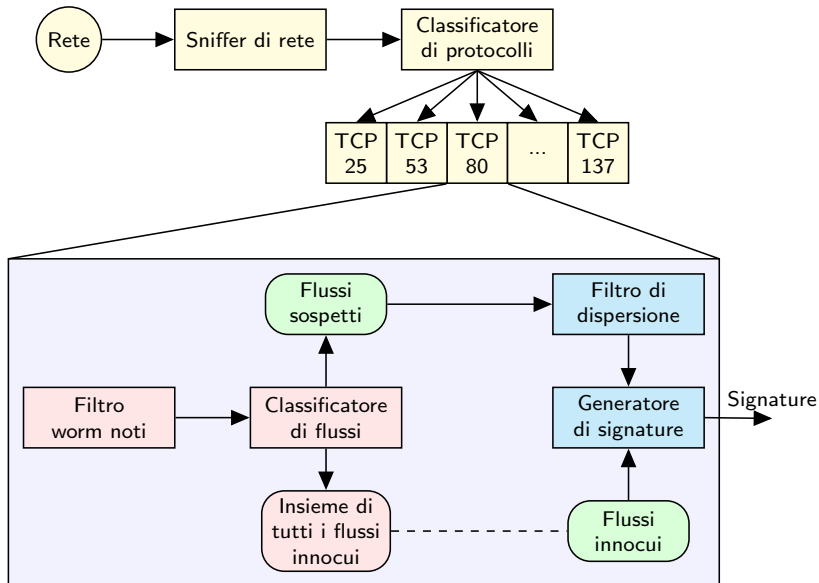 Rete
Sniffer di rete
Classificatore
di protocolli
TCP
25
TCP
53
TCP
80
...
TCP
137
Flussi
sospetti
Filtro di
dispersione
Filtro
worm noti
Classificatore
di flussi
Generatore
di signature
Signature
Insieme di
tutti i flussi
innocui
Flussi
innocui